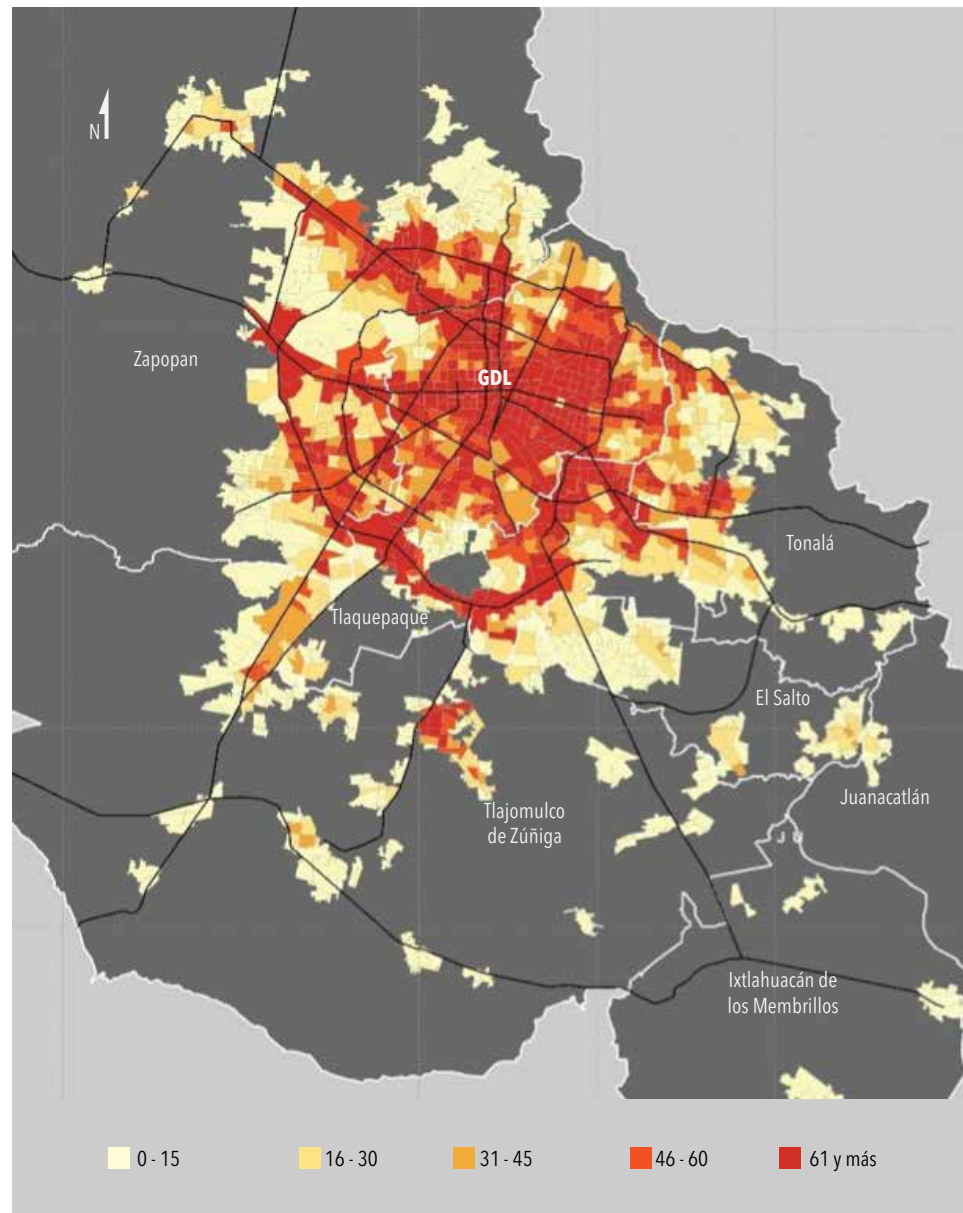 N
Zapopan
GDL
Tonalá
Tlaquepaque
El Salto
Juanacatlán
Tlajomulco
de Zúñiga
Ixtlahuacán de
los Membrillos
0 - 15
16 - 30
31 - 45
46 - 60
61 y más